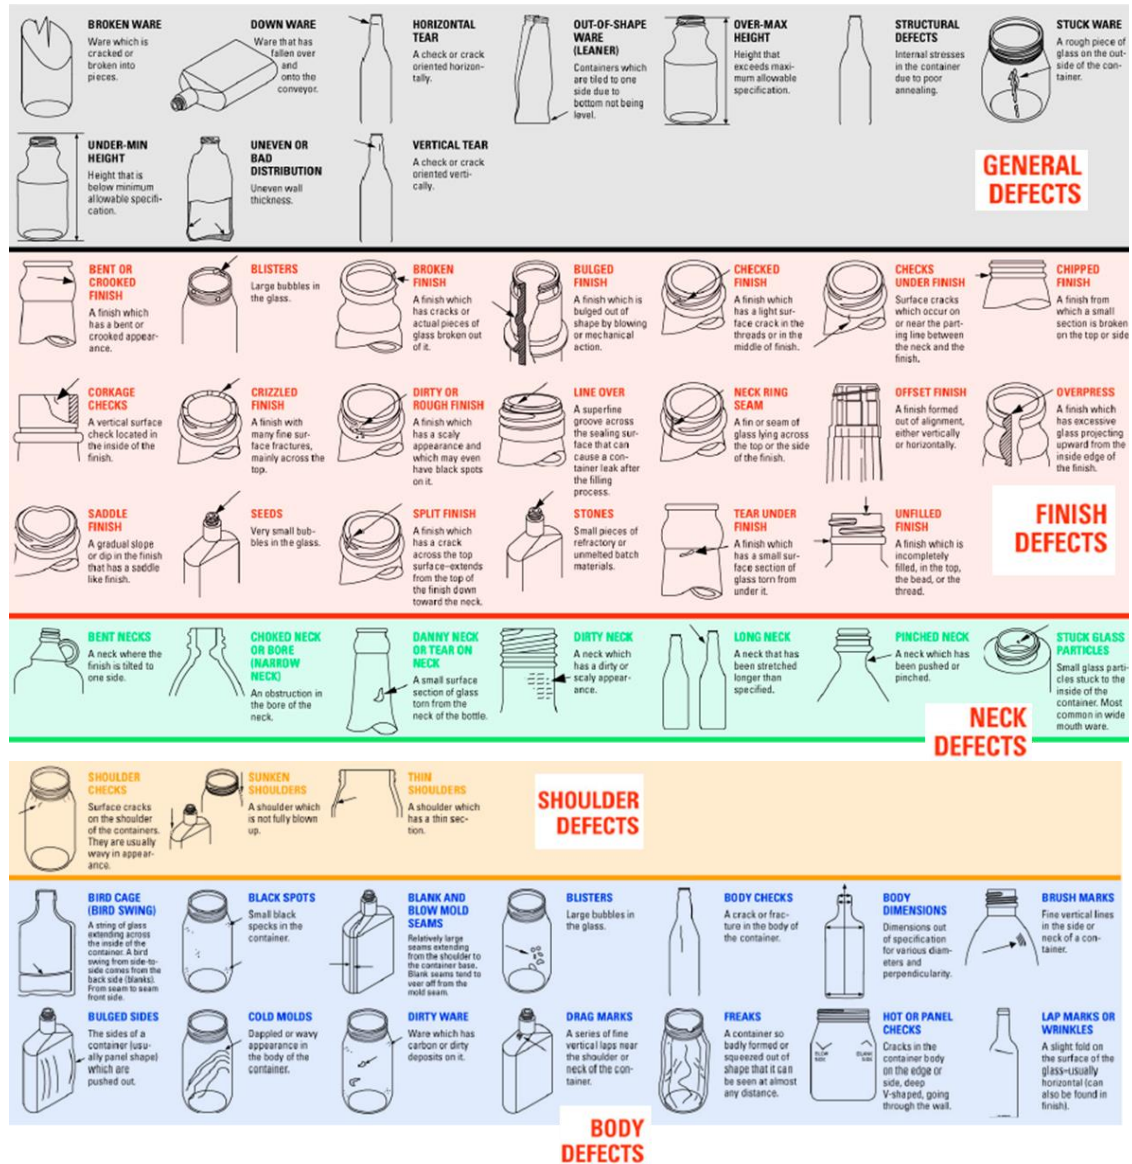 BROKEN WARE
Ware which is
cracked or
broken into
pieces.
DOWN WARE
Ware that has
fallen over
and
onto the
conveyor.
HORIZONTAL
TEAR
A check or crack
oriented horizon-
tally.
OUT-OF-SHAPE
WARE
(LEANER)
Containers which
are tiled to one
side due to
bottom not being
level.
OVER-MAX
HEIGHT
Height that
exceeds maxi-
mum allowable
specification.
STRUCTURAL
DEFECTS
Internal stresses
in the container
due to poor
annealing.
STUCK WARE
A rough piece of
glass on the out-
side of the con-
tainer.
UNDER-MIN
HEIGHT
Height that is
below minimum
allowable specifi-
cation.
UNEVEN OR
BAD
DISTRIBUTION
Uneven wall
thickness.
VERTICAL TEAR
A check or crack
oriented verti-
cally.
GENERAL
DEFECTS
BENT OR
CROOKED
FINISH
A finish which
has a bent or
crooked appear-
ance.
BLISTERS
Large bubbles in
the glass.
BROKEN
FINISH
A finish which
has cracks or
actual pieces of
glass broken out
of it.
BULGED
FINISH
A finish which is
bulged out of
shape by blowing
or mechanical
action.
CHECKED
FINISH
A finish which
has a light sur-
face crack in the
threads or in the
middle of finish.
CHECKS
UNDER FINISH
Surface cracks
which occur on
or near the part-
ing line between
the neck and the
finish.
CHIPPED
FINISH
A finish from
which a small
section is broken
on the top or side
CORKAGE
CHECKS
A vertical surface
check located in
the inside of the
finish.
CRIZZLED
FINISH
A finish with
many fine sur-
face fractures,
mainly across the
top.
DIRTY OR
ROUGH FINISH
A finish which
has a scaly
appearance and
which may even
have black spots
on it.
LINE OVER
A superfine
groove across
the sealing sur-
face that can
cause a con-
tainer leak after
the filling
process.
NECK RING
SEAM
A fin or seam of
glass lying across
the top or the side
of the finish.
OFFSET FINISH
A finish formed
out of alignment,
either vertically
or horizontally.
OVERPRESS
A finish which
has excessive
glass projecting
upward from the
inside edge of
the finish.
SADDLE
FINISH
A gradual slope
or dip in the finish
that has a saddle
like finish.
SEEDS
Very small bub-
bles in the glass.
SPLIT FINISH
A finish which
has a crack
across the top
surface–extends
from the top of
the finish down
toward the neck.
STONES
Small pieces of
refractory or
unmelted batch
materials.
TEAR UNDER
FINISH
A finish which
has a small sur-
face section of
glass torn from
under it.
UNFILLED
FINISH
A finish which is
incompletely
filled, in the top,
the bead, or the
thread.
FINISH
DEFECTS
BENT NECKS
A neck where the
finish is tilted to
one side.
CHOKED NECK
OR BORE
(NARROW
NECK)
An obstruction in
the bore of the
neck.
DANNY NECK
OR TEAR ON
NECK
A small surface
section of glass
torn from the
neck of the bottle.
DIRTY NECK
A neck which
has a dirty or
scaly appear-
ance.
LONG NECK
A neck that has
been stretched
longer than
specified.
PINCHED NECK
A neck which has
been pushed or
pinched.
STUCK GLASS
PARTICLES
Small glass parti-
cles stuck to the
inside of the
container. Most
common in wide
mouth ware.
NECK
DEFECTS
SHOULDER
CHECKS
Surface cracks
on the shoulder
of the containers.
They are usually
wavy in appear-
ance.
SUNKEN
SHOULDERS
A shoulder which
is not fully blown
up.
THIN
SHOULDERS
A shoulder which
has a thin sec-
tion.
SHOULDER
DEFECTS
BIRD CAGE
(BIRD SWING)
A string of glass
extending across
the inside of the
container. A bird
swing from side-to-
side comes from the
back side (blanks).
From seam to seam
front side.
BLACK SPOTS
Small black
specks in the
container.
BLANK AND
BLOW MOLD
SEAMS
Relatively large
seams extending
from the shoulder to
the container base.
Blank seams tend to
veer off from the
mold seam.
BLISTERS
Large bubbles in
the glass.
BODY CHECKS
A crack or frac-
ture in the body of
the container.
BODY
DIMENSIONS
Dimensions out
of specification
for various diam-
eters and
perpendicularity.
BRUSH MARKS
Fine vertical lines
in the side or
neck of a con-
tainer.
BULGED SIDES
The sides of a
container (usu-
ally panel shape)
which are
pushed out.
COLD MOLDS
Dappled or wavy
appearance in
the body of the
container.
DIRTY WARE
Ware which has
carbon or dirty
deposits on it.
DRAG MARKS
A series of fine
vertical laps near
the shoulder or
neck of the con-
tainer.
FREAKS
A container so
badly formed or
squeezed out of
shape that it can
be seen at almost
any distance.
BLOW
SIDE
BLANK
SIDE
HOT OR PANEL
CHECKS
Cracks in the
container body
on the edge or
side, deep
V-shaped, going
through the wall.
LAP MARKS OR
WRINKLES
A slight fold on
the surface of the
glass–usually
horizontal (can
also be found in
finish).
BODY
DEFECTS